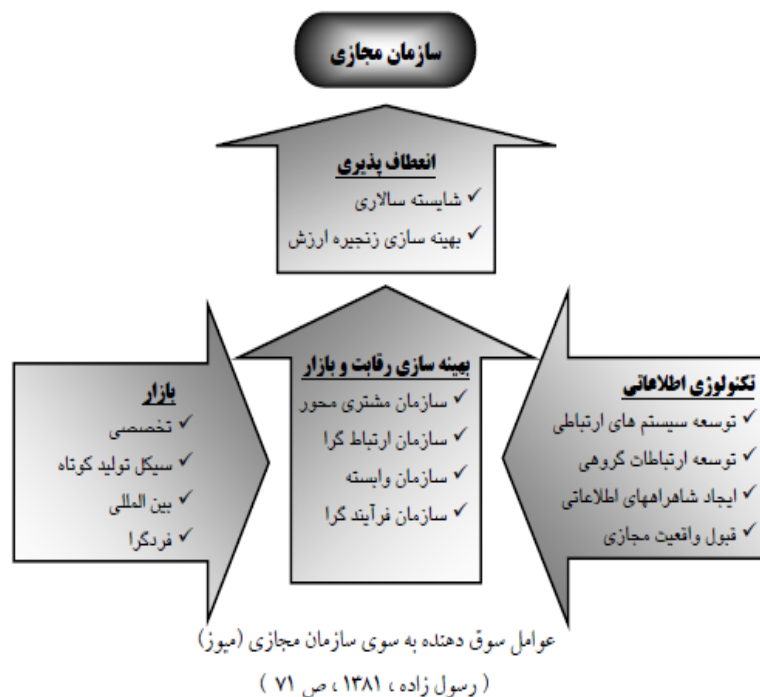 سازمان مجازی
انعطاف پذیری
✓ شایسته سالاری
✓ بهینه سازی زنجیره ارزش
تکنولوژی اطلاعاتی
✓ توسعه سیستم های ارتباطی
✓ توسعه ارتباطات گروهی
✓ ایجاد شاهراههای اطلاعاتی
✓ قبول واقعیت مجازی
بهینه سازی رقابت و بازار
✓ سازمان مشتری محور
✓ سازمان ارتباط گرا
✓ سازمان وابسته
✓ سازمان فرآیند گرا
بازار
✓ تخصصی
✓ سیکل تولید کوتاه
✓ بین المللی
✓ فردگرا
عوامل سوق دهنده به سوی سازمان مجازی (میوز)
( رسول زاده ، ۱۳۸۱ ، ص ۷۱ )